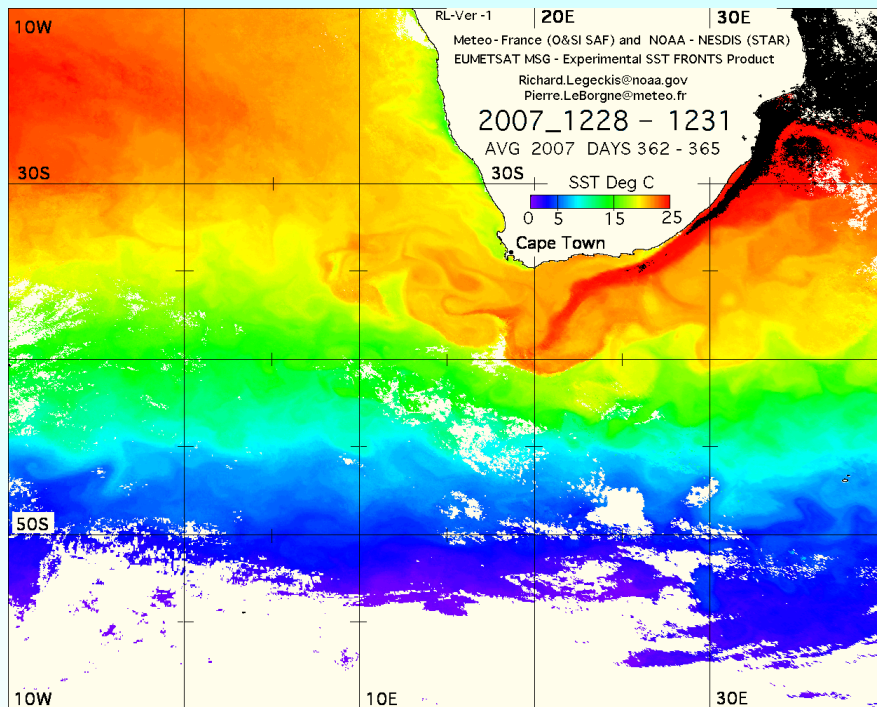 10W
RL-Ver-1
20E
30E
Meteo-France (O&SI SAF) and NOAA - NESDIS (STAR)
EUMETSAT MSG - Experimental SST FRONTS Product
Richard.Legeckis@noaa.gov
Pierre.LeBorgne@meteo.fr
2007_1228 - 1231
AVG 2007 DAYS 362 - 365
30S
30S
SST Deg C
0 5 15 25
Cape Town
50S
10W
10E
30E